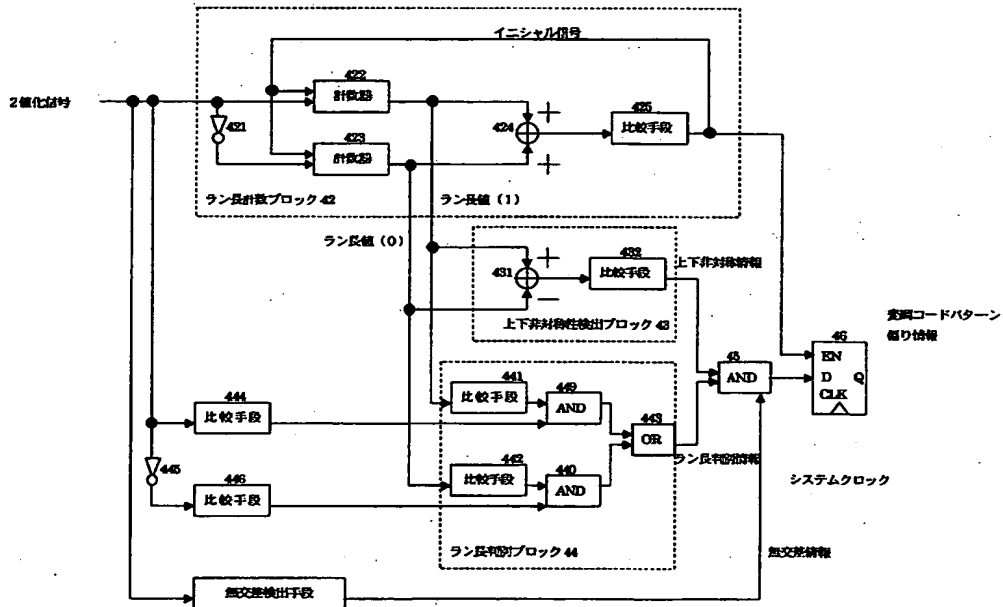 イニシャル信号
422
計数器
2値化信号
421
423
計数器
424
+
+
425
比較手段
ラン長計数ブロック42
ラン長値（1）
ラン長値（0）
431
+
−
432
比較手段
上下非対称情報
上下非対称性検出ブロック43
変調コードパターン
偏り情報
441
比較手段
449
AND
443
OR
45
AND
46
EN
D Q
CLK
444
比較手段
445
446
比較手段
442
比較手段
440
AND
ラン長判別情報
システムクロック
ラン長判別ブロック44
無交差情報
無交差検出手段